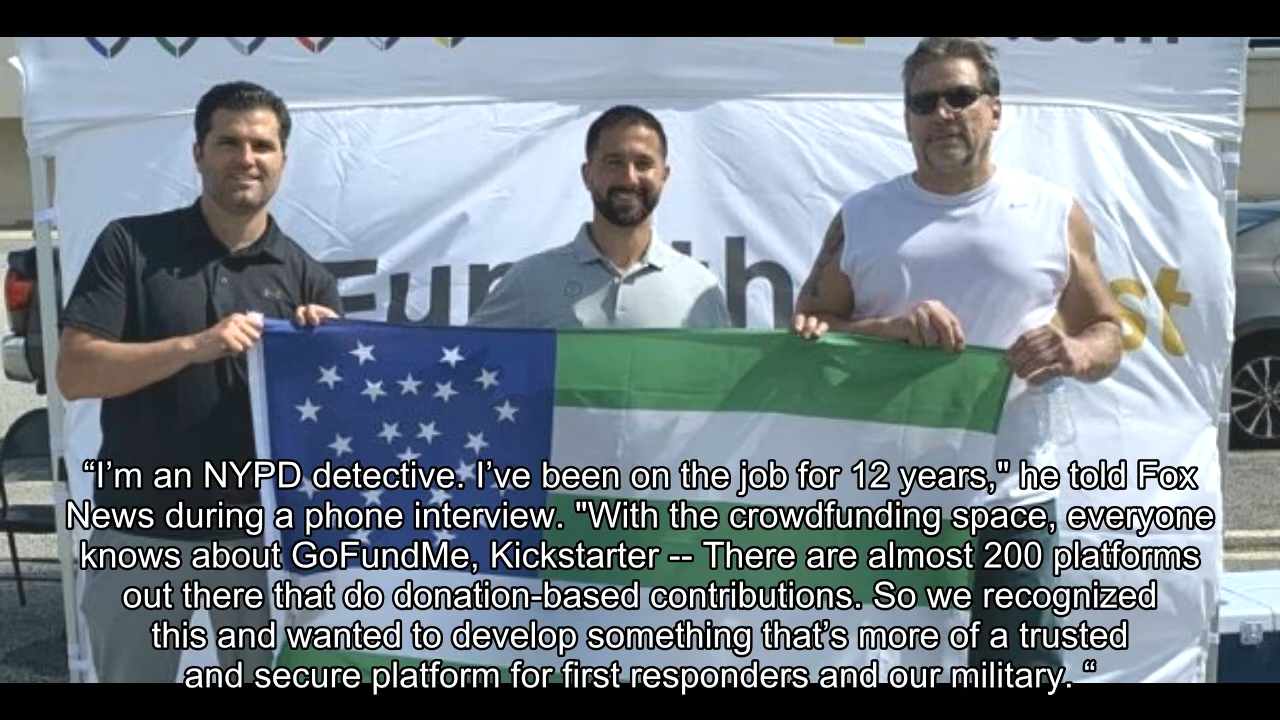 .com
“I’m an NYPD detective. I’ve been on the job for 12 years," he told Fox
News during a phone interview. "With the crowdfunding space, everyone
knows about GoFundMe, Kickstarter -- There are almost 200 platforms
out there that do donation-based contributions. So we recognized
this and wanted to develop something that’s more of a trusted
and secure platform for first responders and our military. “